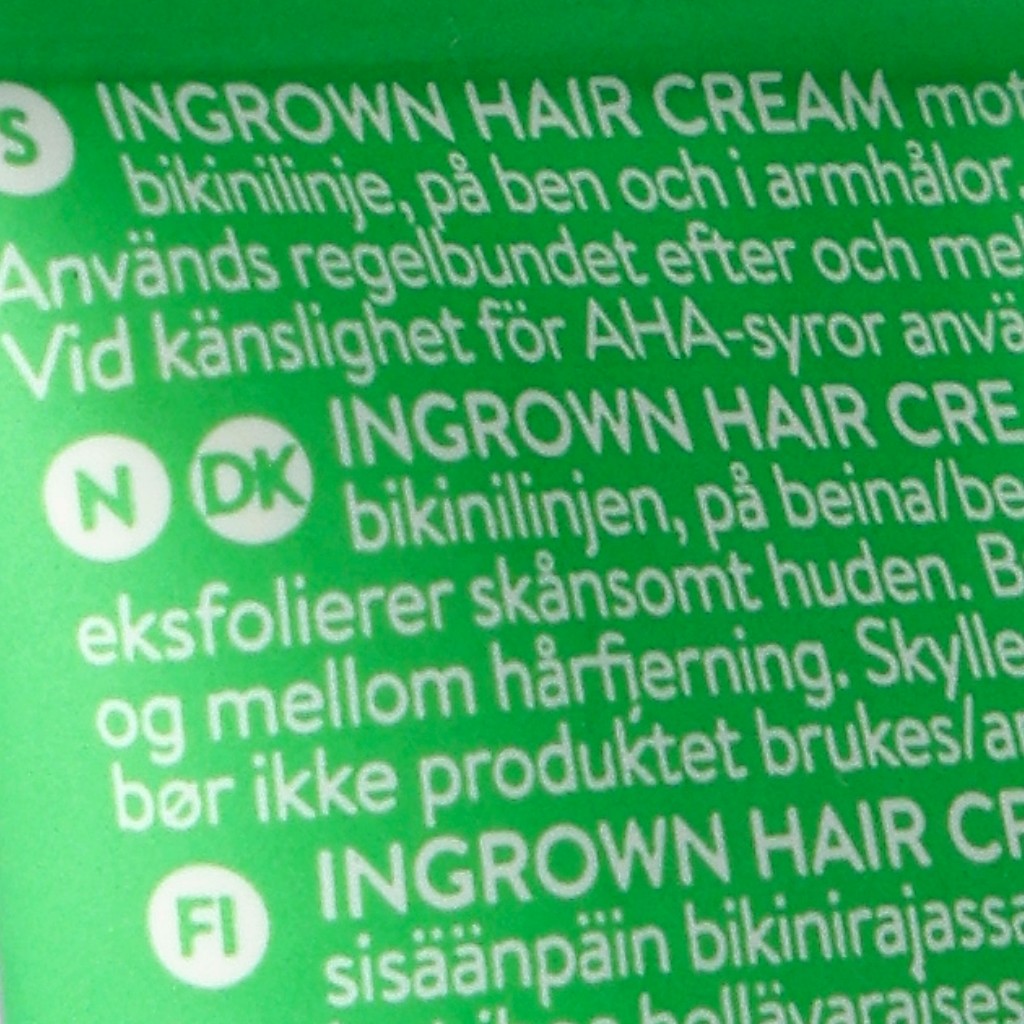 S INGROWN HAIR CREAM mot
bikinilinje, på ben och i armhålor.
Används regelbundet efter och mel
Vid känslighet för AHA-syror anvä
N DK INGROWN HAIR CRE
bikinilinjen, på beina/be
eksfolierer skånsomt huden. B
og mellom hårfjerning. Skylle
bør ikke produktet brukes/an
FI INGROWN HAIR CR
sisäänpäin bikinirajassa